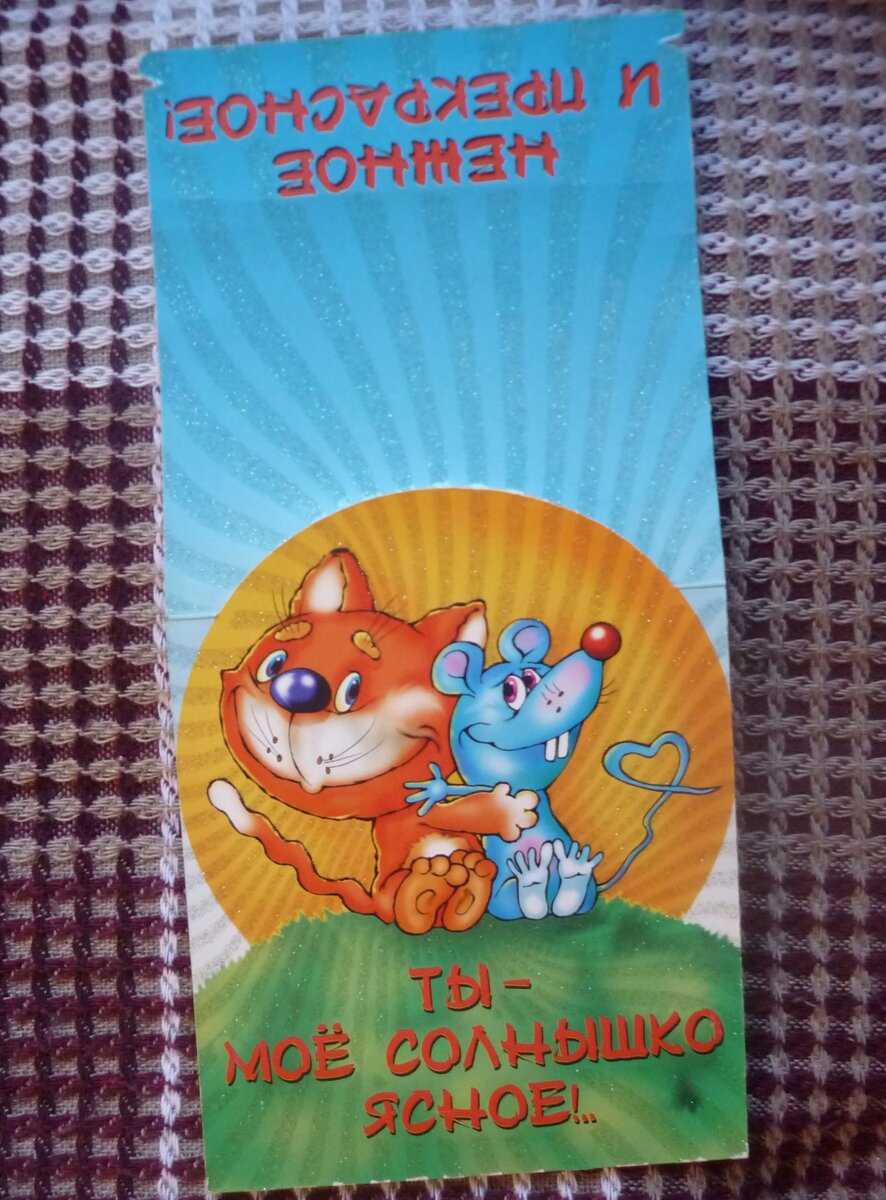 ТЫ –
МОЁ СОЛНЫШКО
ЯСНОЕ!..
НЕЖНОЕ
И ПРЕКРАСНОЕ!